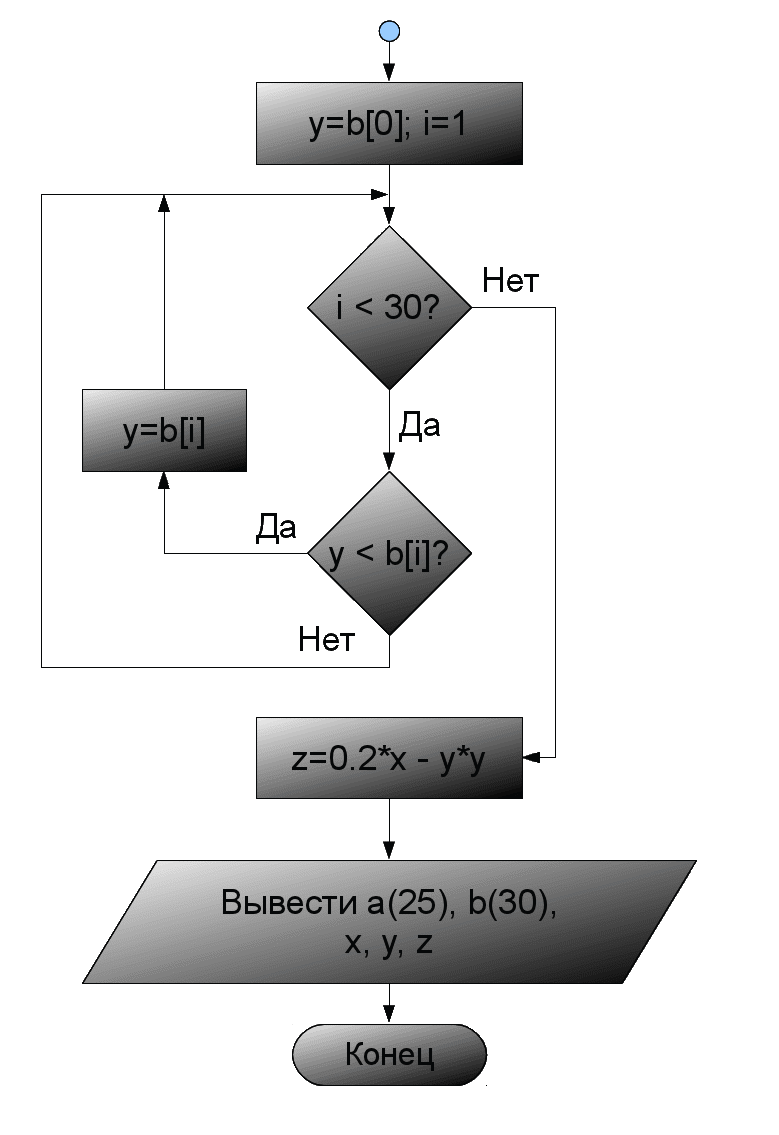 y=b[0]; i=1
i < 30?
Нет
Да
y=b[i]
Да
y < b[i]?
Нет
z=0.2*x - y*y
Вывести a(25), b(30),
x, y, z
Конец